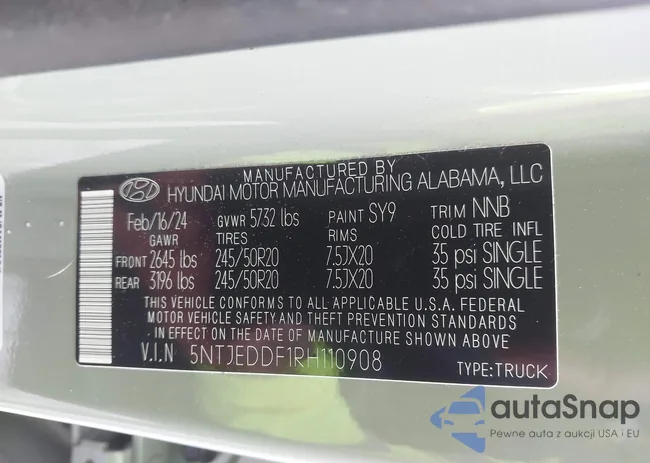 MANUFACTURED BY
HYUNDAI MOTOR MANUFACTURING ALABAMA, LLC
Feb/16/24 GVWR 5732 lbs PAINT SY9 TRIM NNB
GAWR TIRES RIMS COLD TIRE INFL
FRONT 2645 lbs 245/50R20 7.5JX20 35 psi SINGLE
REAR 3196 lbs 245/50R20 7.5JX20 35 psi SINGLE
THIS VEHICLE CONFORMS TO ALL APPLICABLE U.S.A. FEDERAL
MOTOR VEHICLE SAFETY AND THEFT PREVENTION STANDARDS
IN EFFECT ON THE DATE OF MANUFACTURE SHOWN ABOVE
V.I.N 5NTJEDDF1RH110908 TYPE:TRUCK
autaSnap
Pewne auta z aukcji USA i EU